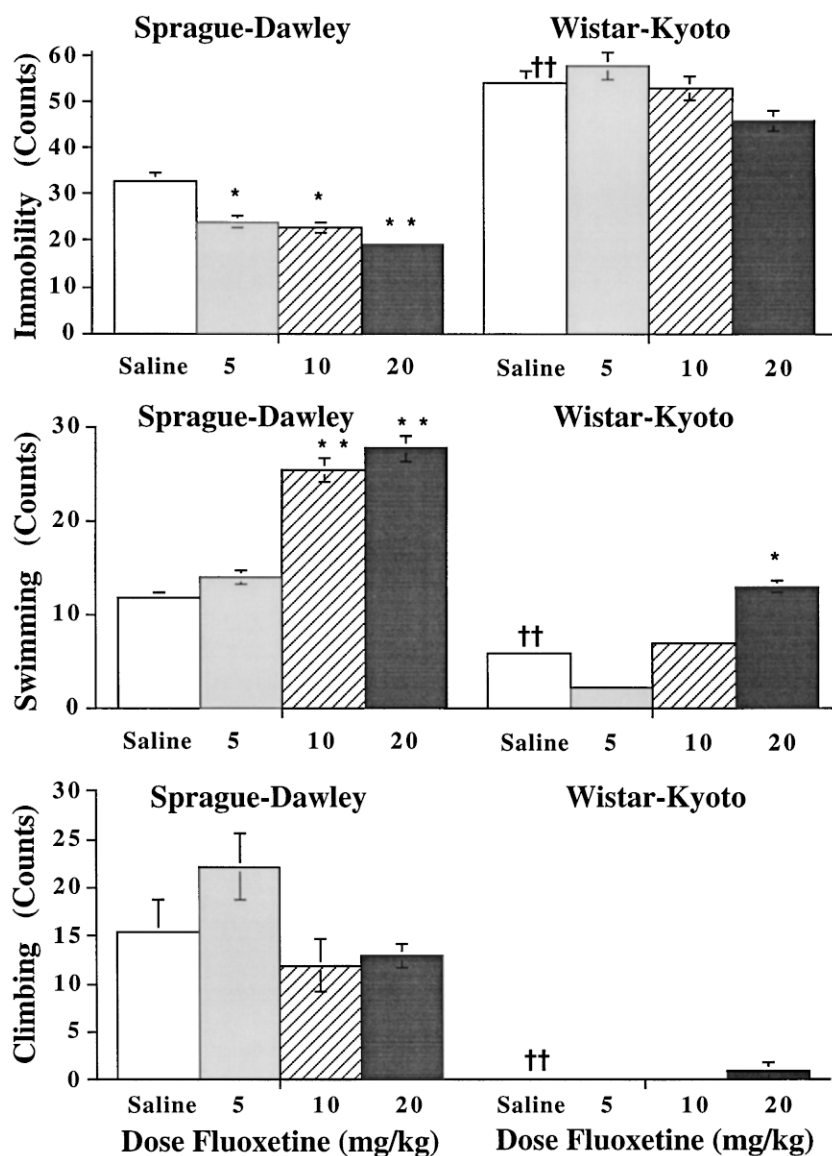 Sprague-Dawley Wistar-Kyoto
Immobility (Counts)
60
50
40
30
20
10
0
* * * * ††
Saline 5 10 20 Saline 5 10 20
Sprague-Dawley Wistar-Kyoto
Swimming (Counts)
30
20
10
0
* * * * †† *
Saline 5 10 20 Saline 5 10 20
Sprague-Dawley Wistar-Kyoto
Climbing (Counts)
30
25
20
15
10
5
0
††
Saline 5 10 20 Saline 5 10 20
Dose Fluoxetine (mg/kg) Dose Fluoxetine (mg/kg)